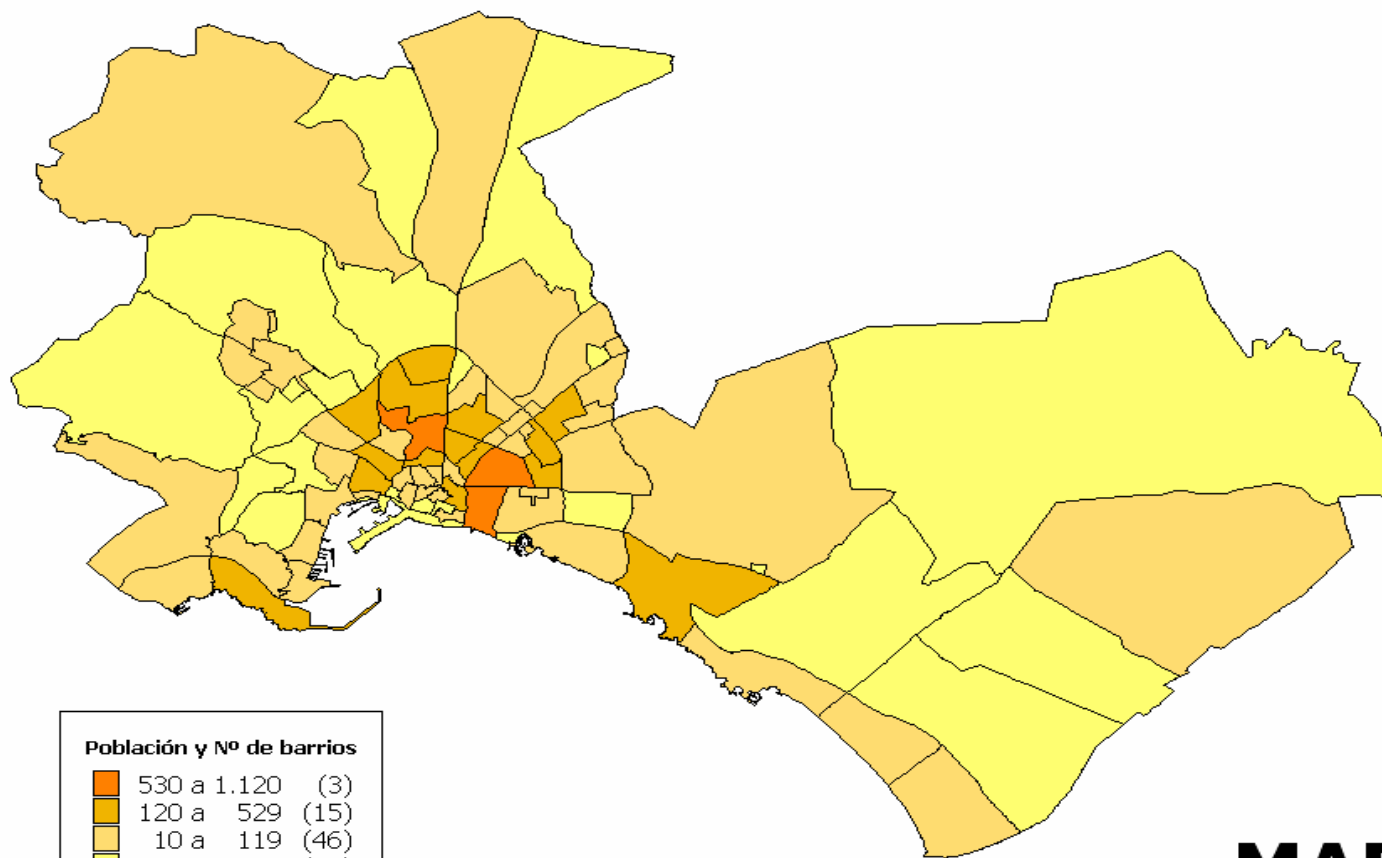 Población y Nº de barrios
530 a 1.120 (3)
120 a 529 (15)
10 a 119 (46)